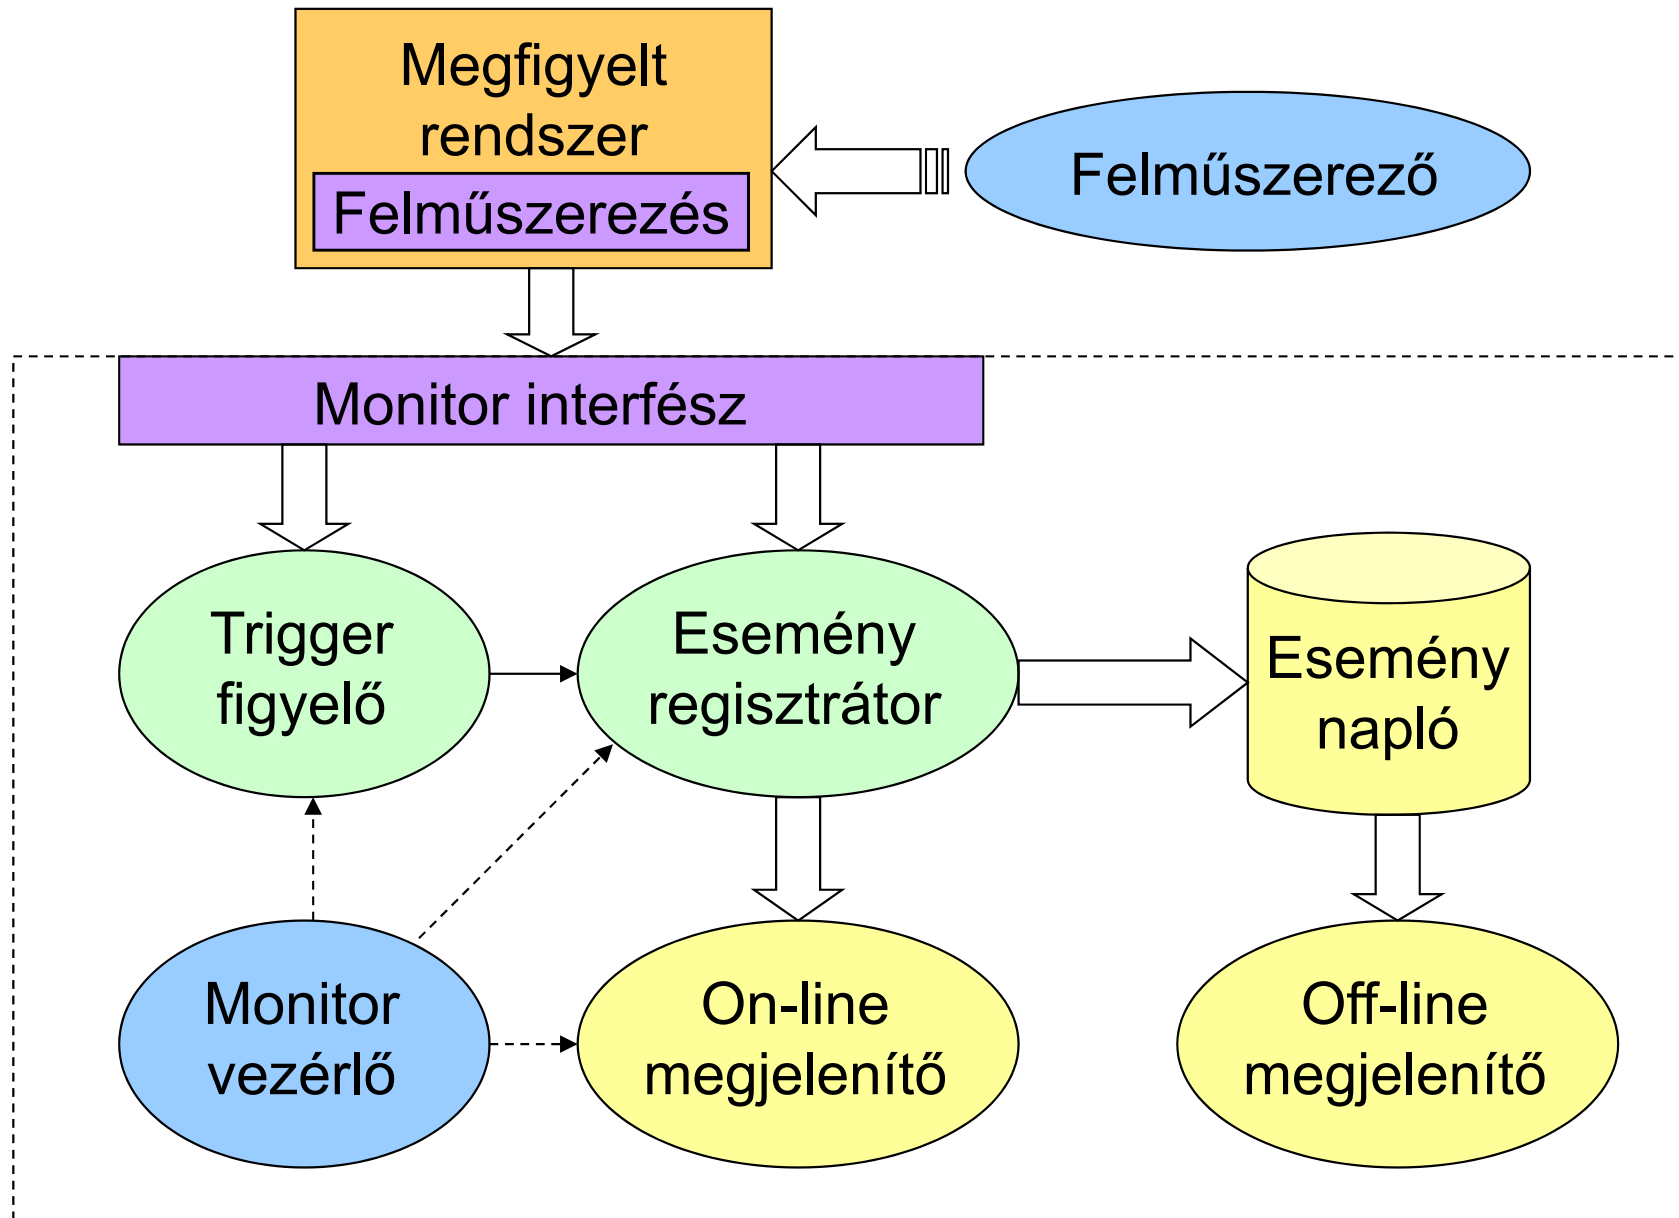 Megfigyelt
rendszer
Felműszerezés
Felműszerező
Monitor interfész
Trigger
figyelő
Esemény
regisztrátor
Esemény
napló
Monitor
vezérlő
On-line
megjelenítő
Off-line
megjelenítő